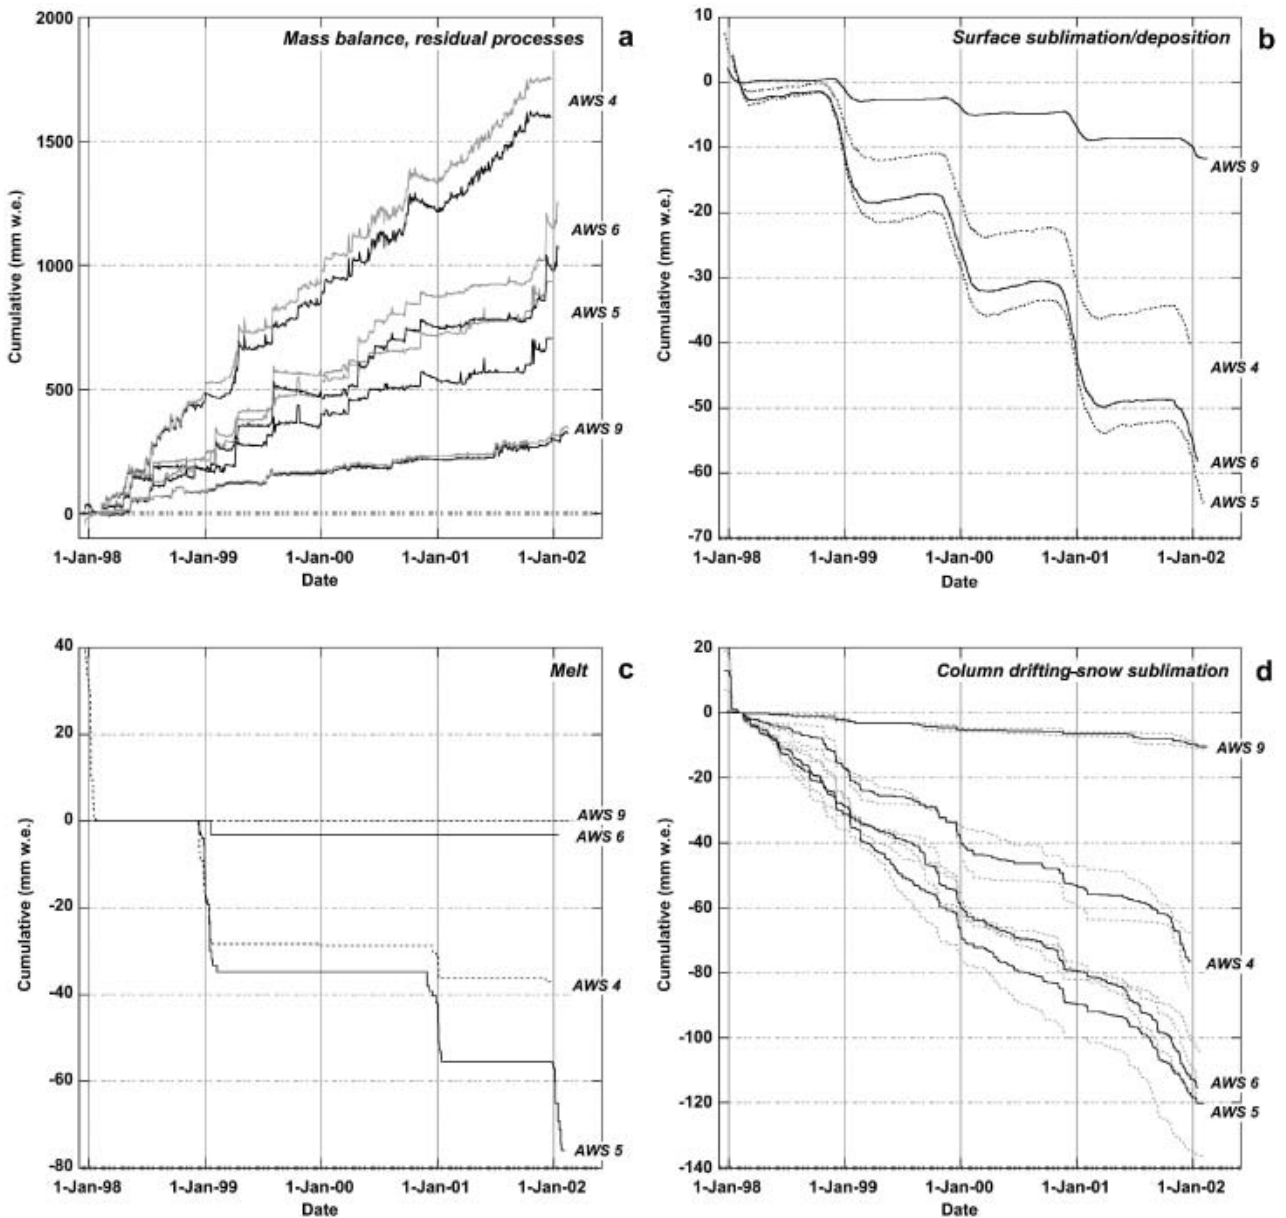 Mass balance, residual processes
a
2000
1500
1000
500
0
Cumulative (mm w.e.)
AWS 4
AWS 6
AWS 5
AWS 9
1-Jan-98 1-Jan-99 1-Jan-00 1-Jan-01 1-Jan-02
Date
Surface sublimation/deposition
b
10
0
-10
-20
-30
-40
-50
-60
-70
Cumulative (mm w.e.)
AWS 9
AWS 4
AWS 6
AWS 5
1-Jan-98 1-Jan-99 1-Jan-00 1-Jan-01 1-Jan-02
Date
Melt
c
40
20
0
-20
-40
-60
-80
Cumulative (mm w.e.)
AWS 9
AWS 6
AWS 4
AWS 5
1-Jan-98 1-Jan-99 1-Jan-00 1-Jan-01 1-Jan-02
Date
Column drifting-snow sublimation
d
20
0
-20
-40
-60
-80
-100
-120
-140
Cumulative (mm w.e.)
AWS 9
AWS 4
AWS 6
AWS 5
1-Jan-98 1-Jan-99 1-Jan-00 1-Jan-01 1-Jan-02
Date